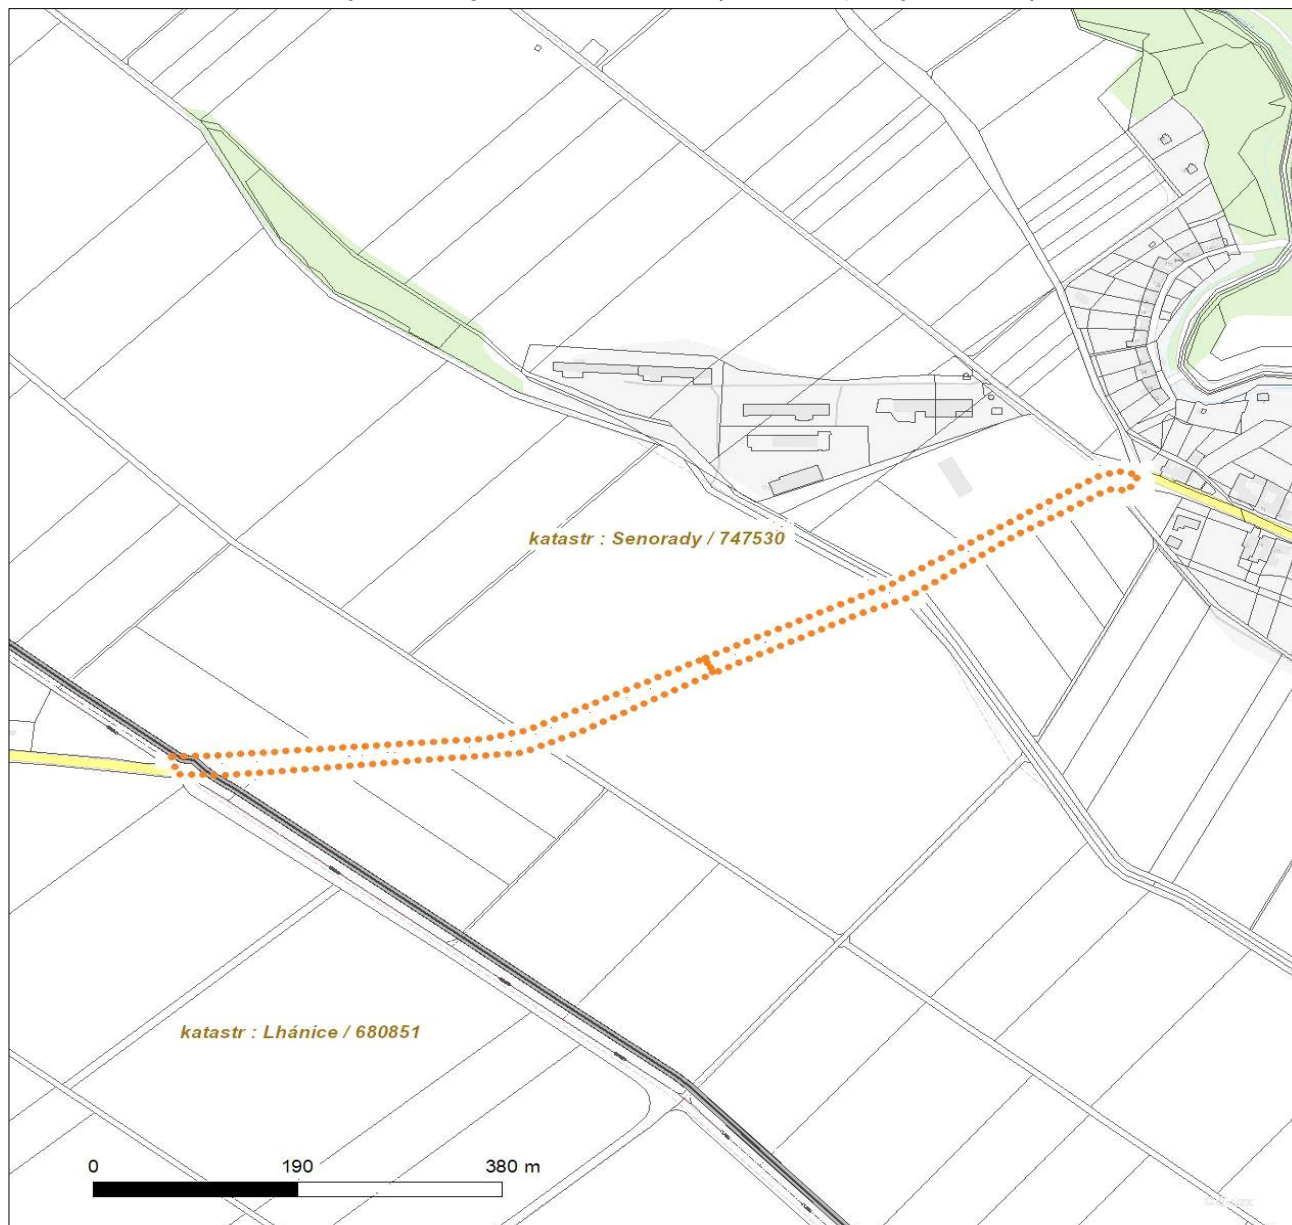 katastr : Senorady / 747530
katastr : Lhánice / 680851
0 190 380 m